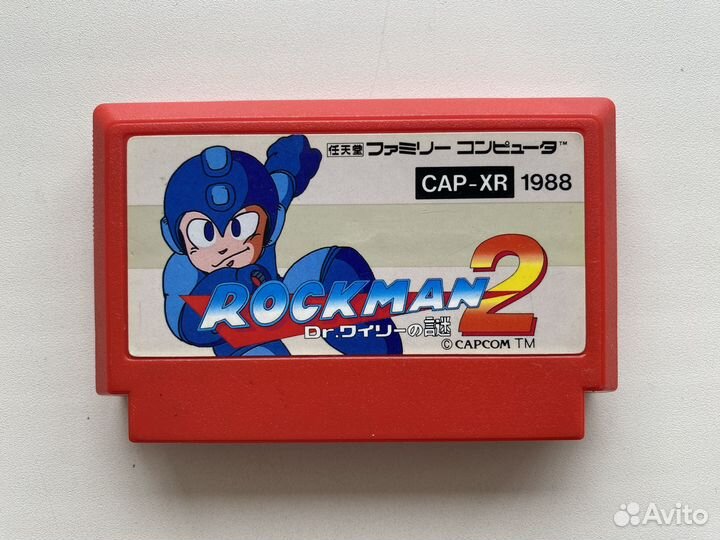 任天堂 ファミリー コンピュータ™
CAP-XR 1988
ROCKMAN 2
Dr.ワイリーの謎
©CAPCOM TM
Avito